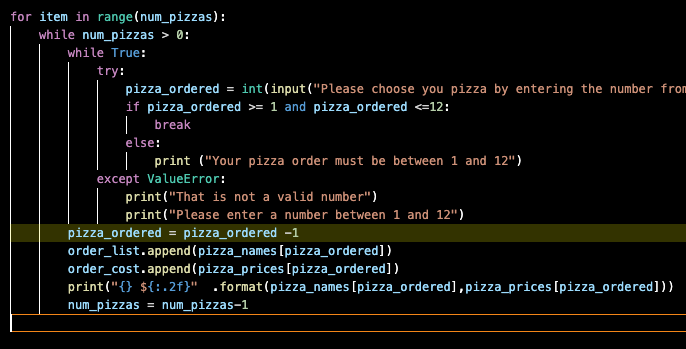 for item in range(num_pizzas):
    while num_pizzas > 0:
        while True:
            try:
                pizza_ordered = int(input("Please choose you pizza by entering the number from
                if pizza_ordered >= 1 and pizza_ordered <=12:
                    break
                else:
                    print ("Your pizza order must be between 1 and 12")
            except ValueError:
                print("That is not a valid number")
                print("Please enter a number between 1 and 12")
        pizza_ordered = pizza_ordered -1
        order_list.append(pizza_names[pizza_ordered])
        order_cost.append(pizza_prices[pizza_ordered])
        print("{} ${:.2f}"  .format(pizza_names[pizza_ordered],pizza_prices[pizza_ordered]))
        num_pizzas = num_pizzas-1